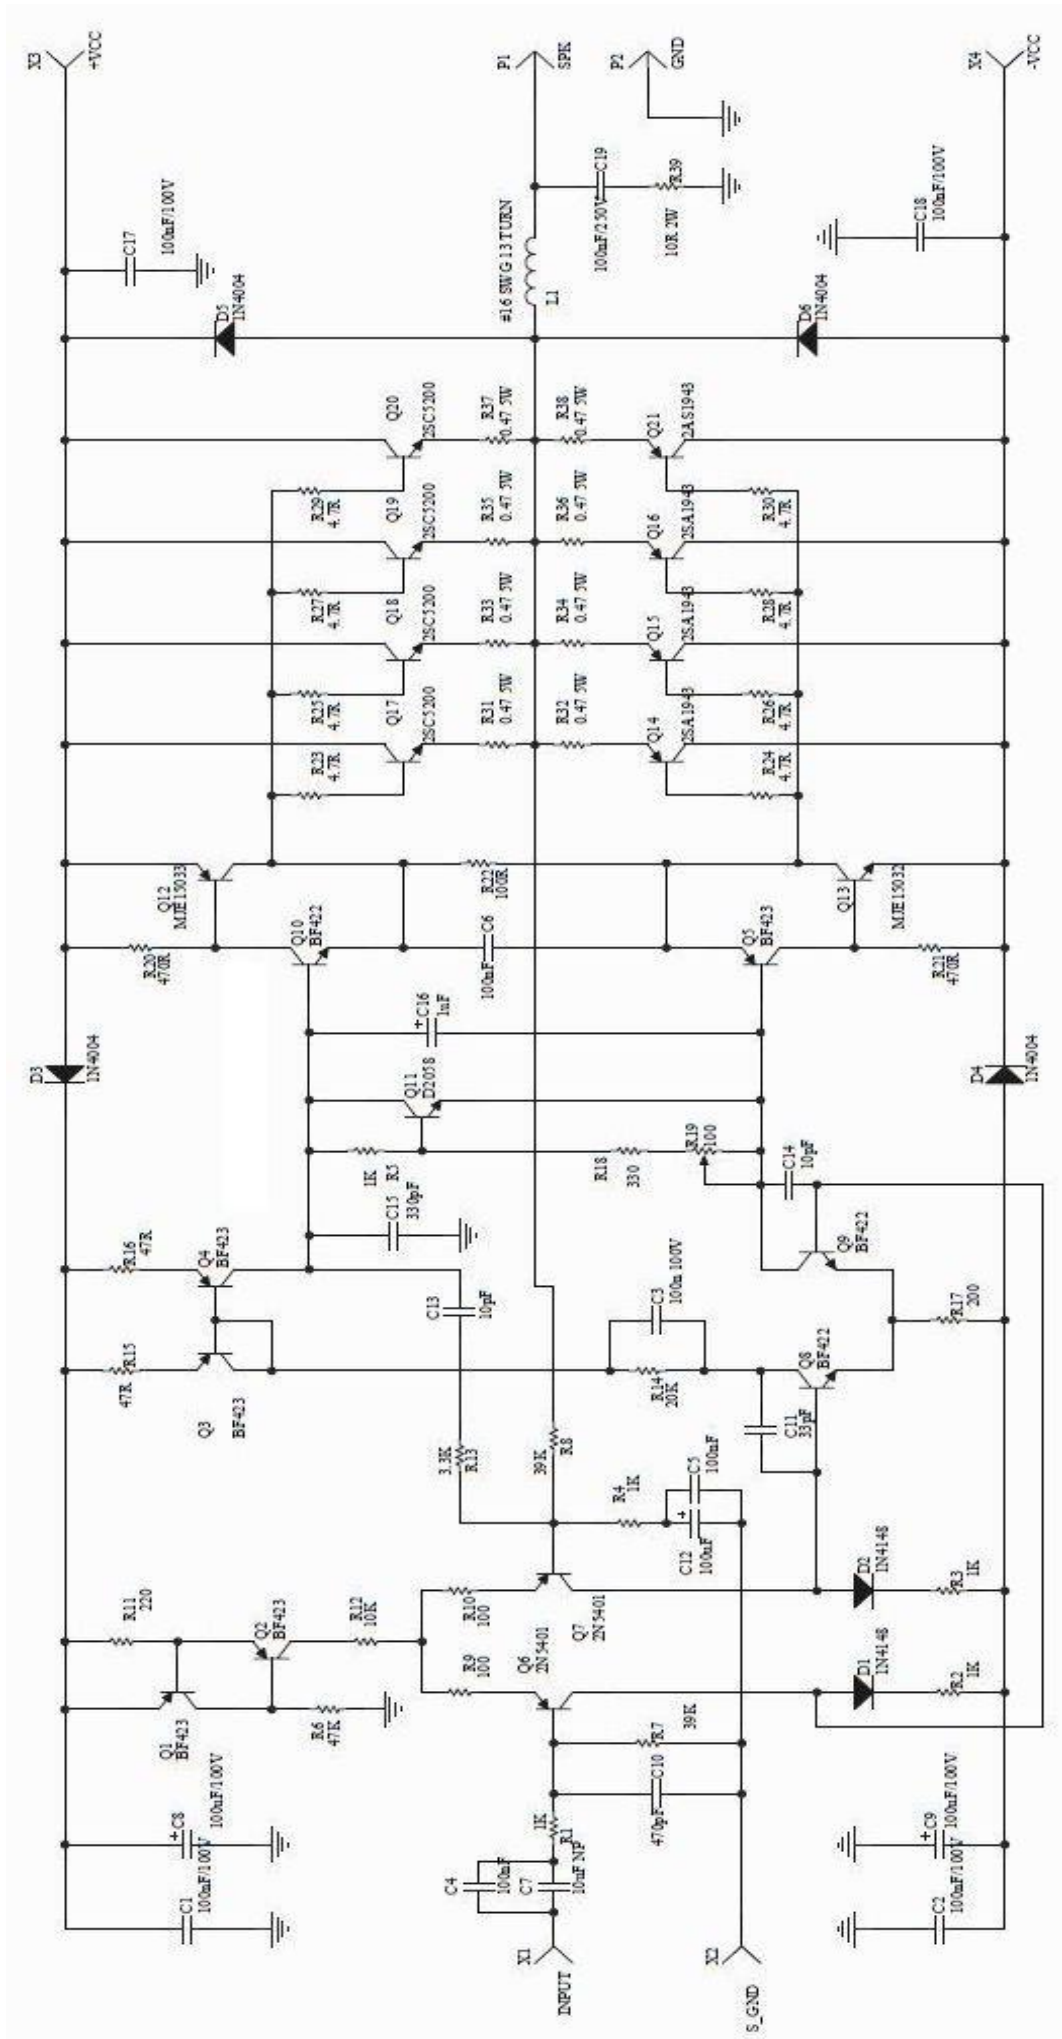 X3
+VCC
P1
SPK
P2
GND
X4
-VCC
C17
100nF/100V
#16 SWG 13 TURN
L1
100nF/250V
C19
10R 2W
R39
C18
100nF/100V
D5
1N4004
D6
1N4004
Q20
2SC5200
R37
0.47 5W
R38
0.47 5W
Q21
2AS1943
R29
4.7R
R30
4.7R
Q19
2SC5200
R35
0.47 5W
R36
0.47 5W
Q16
2SA1943
R27
4.7R
R28
4.7R
Q18
2SC5200
R33
0.47 5W
R34
0.47 5W
Q15
2SA1943
R25
4.7R
R26
4.7R
Q17
2SC5200
R31
0.47 5W
R32
0.47 5W
Q14
2SA1943
R23
4.7R
R24
4.7R
Q12
MJE15033
R22
100R
Q13
MJE15032
R20
470R
Q10
BF422
C6
100nF
Q5
BF423
R21
470R
D3
1N4004
C16
+
1uF
Q11
D2058
D4
1N4004
1K
R5
R18
330
R19
100
C15
330pF
C14
10pF
R16
47R
Q4
BF423
C13
10pF
Q9
BF422
R15
47R
Q3
BF423
C3
100n 100V
R14
20K
Q8
BF422
R17
200
3.3K
R13
39K
R8
C11
33pF
R4
1K
C5
100nF
+
C12
100uF
R11
220
Q2
BF423
R12
10K
R10
100
Q7
2N5401
D2
1N4148
R3
1K
Q1
BF423
R6
47K
R9
100
Q6
2N5401
R7
39K
D1
1N4148
R2
1K
+
C8
100uF/100V
1K
R1
470pF
C10
+
C9
100uF/100V
C1
100nF/100V
C4
100nF
C7
10uF NP
C2
100nF/100V
X1
INPUT
X2
S_GND